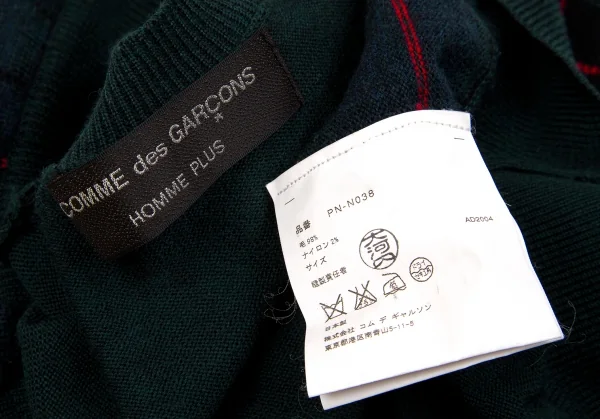 COMME des GARÇONS
HOMME PLUS
品番 PN-N038
AD2004
毛 98%
ナイロン 2%
サイズ
縫製責任者
日本製
株式会社 コム デ ギャルソン
東京都港区南青山5-11-5